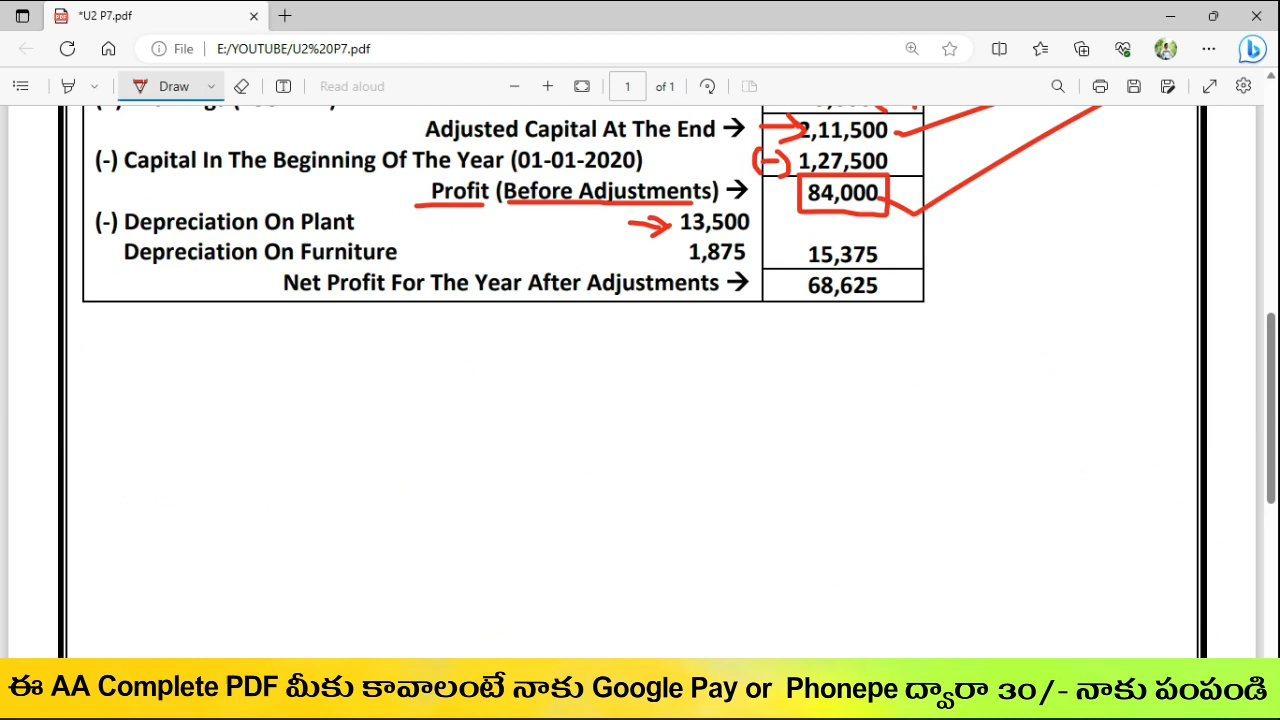 *U2 P7.pdf
File E:/YOUTUBE/U2%20P7.pdf
Draw Read aloud 1 of 1
Adjusted Capital At The End → 2,11,500
(-) Capital In The Beginning Of The Year (01-01-2020) (-) 1,27,500
Profit (Before Adjustments) → 84,000
(-) Depreciation On Plant 13,500
Depreciation On Furniture 1,875 15,375
Net Profit For The Year After Adjustments → 68,625
ఈ AA Complete PDF మీకు కావాలంటే నాకు Google Pay or Phonepe ద్వారా 30/- నాకు పంపండి